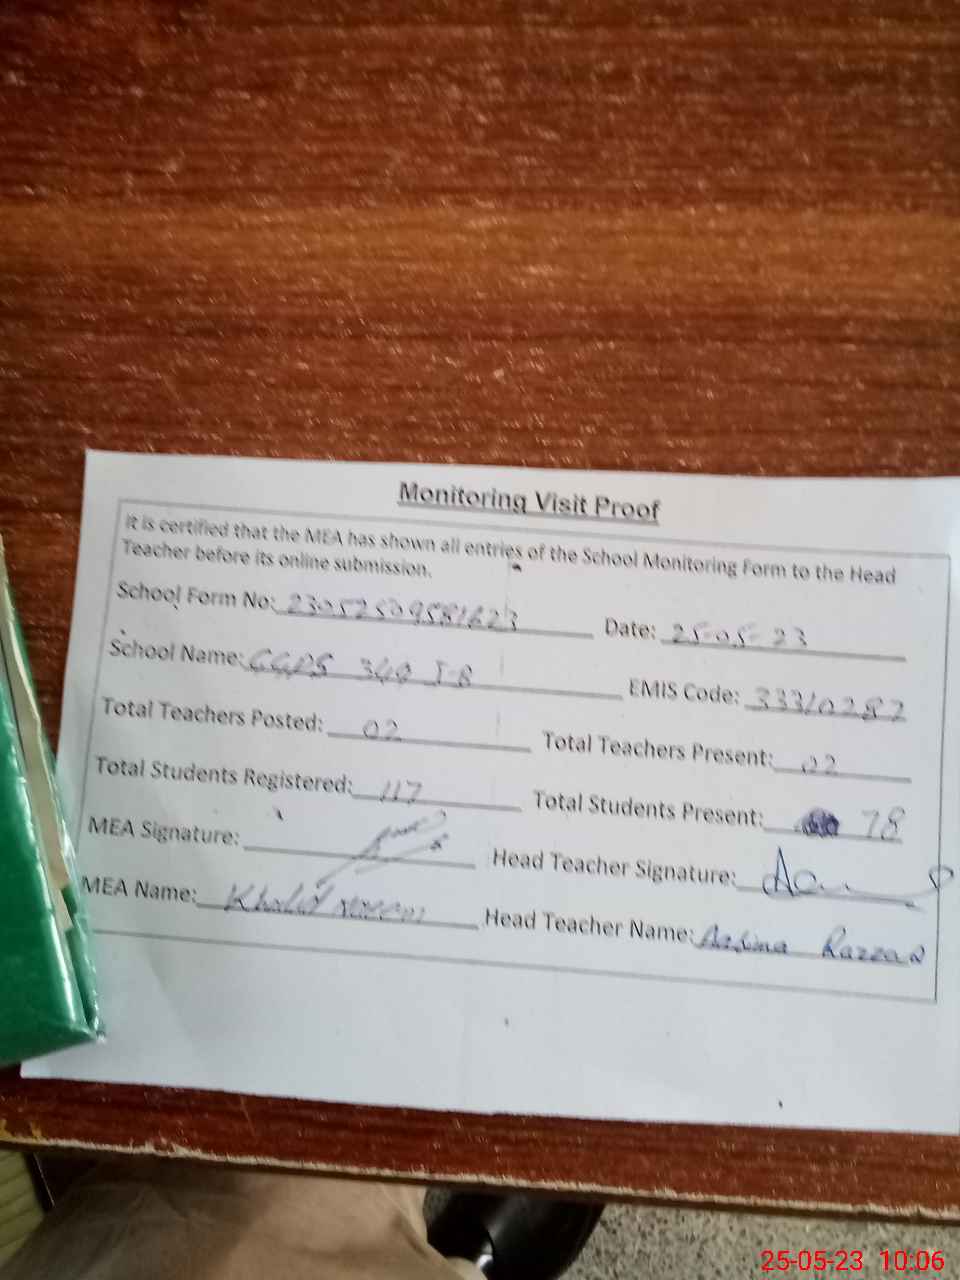 Monitoring Visit Proof
It is certified that the MEA has shown all entries of the School Monitoring Form to the Head
Teacher before its online submission.
School Form No: 23052509581623 Date: 25-05-23
School Name: GGPS 340 J-B EMIS Code: 33310287
Total Teachers Posted: 02 Total Teachers Present: 02
Total Students Registered: 117 Total Students Present: 78
MEA Signature: Head Teacher Signature:
MEA Name: Khalid Head Teacher Name: Razzaq
25-05-23 10:06